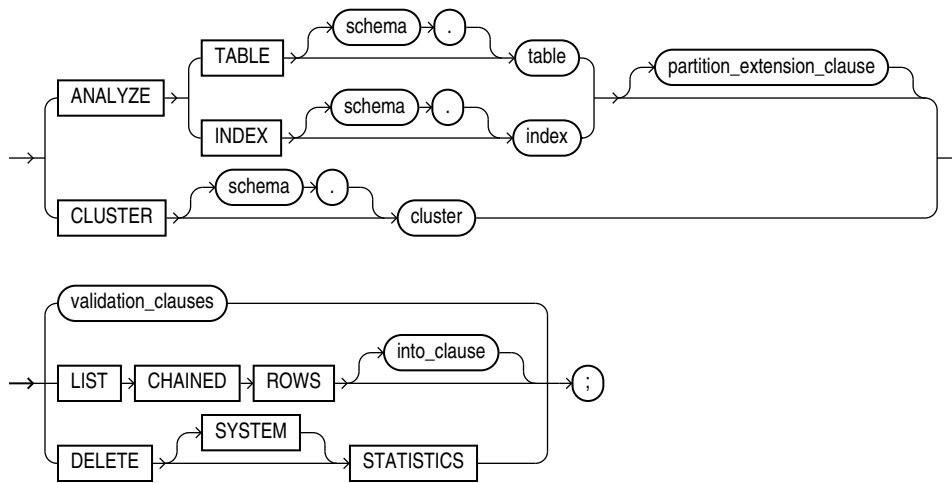 schema .
TABLE table partition_extension_clause
ANALYZE
schema .
INDEX index
schema .
CLUSTER cluster
validation_clauses
into_clause
LIST CHAINED ROWS ;
SYSTEM
DELETE STATISTICS